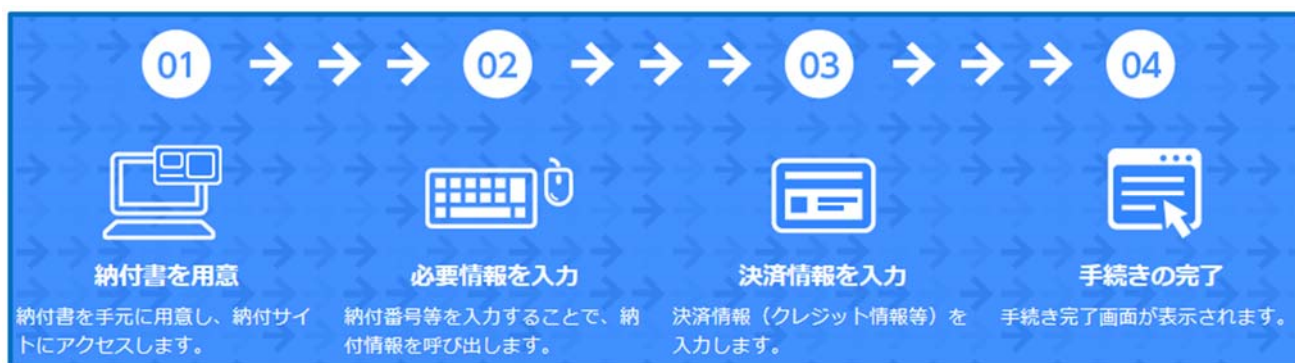 01
02
03
04
納付書を用意
納付書を手元に用意し、納付サイ
トにアクセスします。
必要情報を入力
納付番号等を入力することで、納
付情報を呼び出します。
決済情報を入力
決済情報（クレジット情報等）を
入力します。
手続きの完了
手続き完了画面が表示されます。